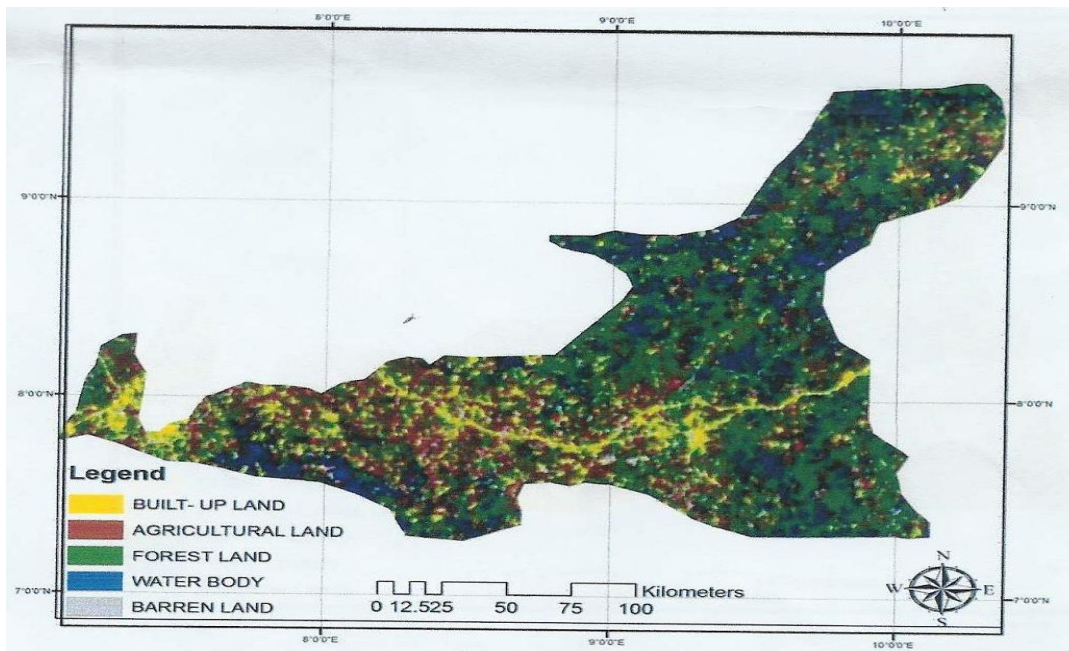 8°0'0"E 9°0'0"E 10°0'0"E
9°0'0"N 9°0'0"N
8°0'0"N 8°0'0"N
Legend
BUILT- UP LAND
AGRICULTURAL LAND
FOREST LAND
WATER BODY
BARREN LAND
7°0'0"N 7°0'0"N
0 12.5 25 50 75 100 Kilometers
N
W E
S
8°0'0"E 9°0'0"E 10°0'0"E